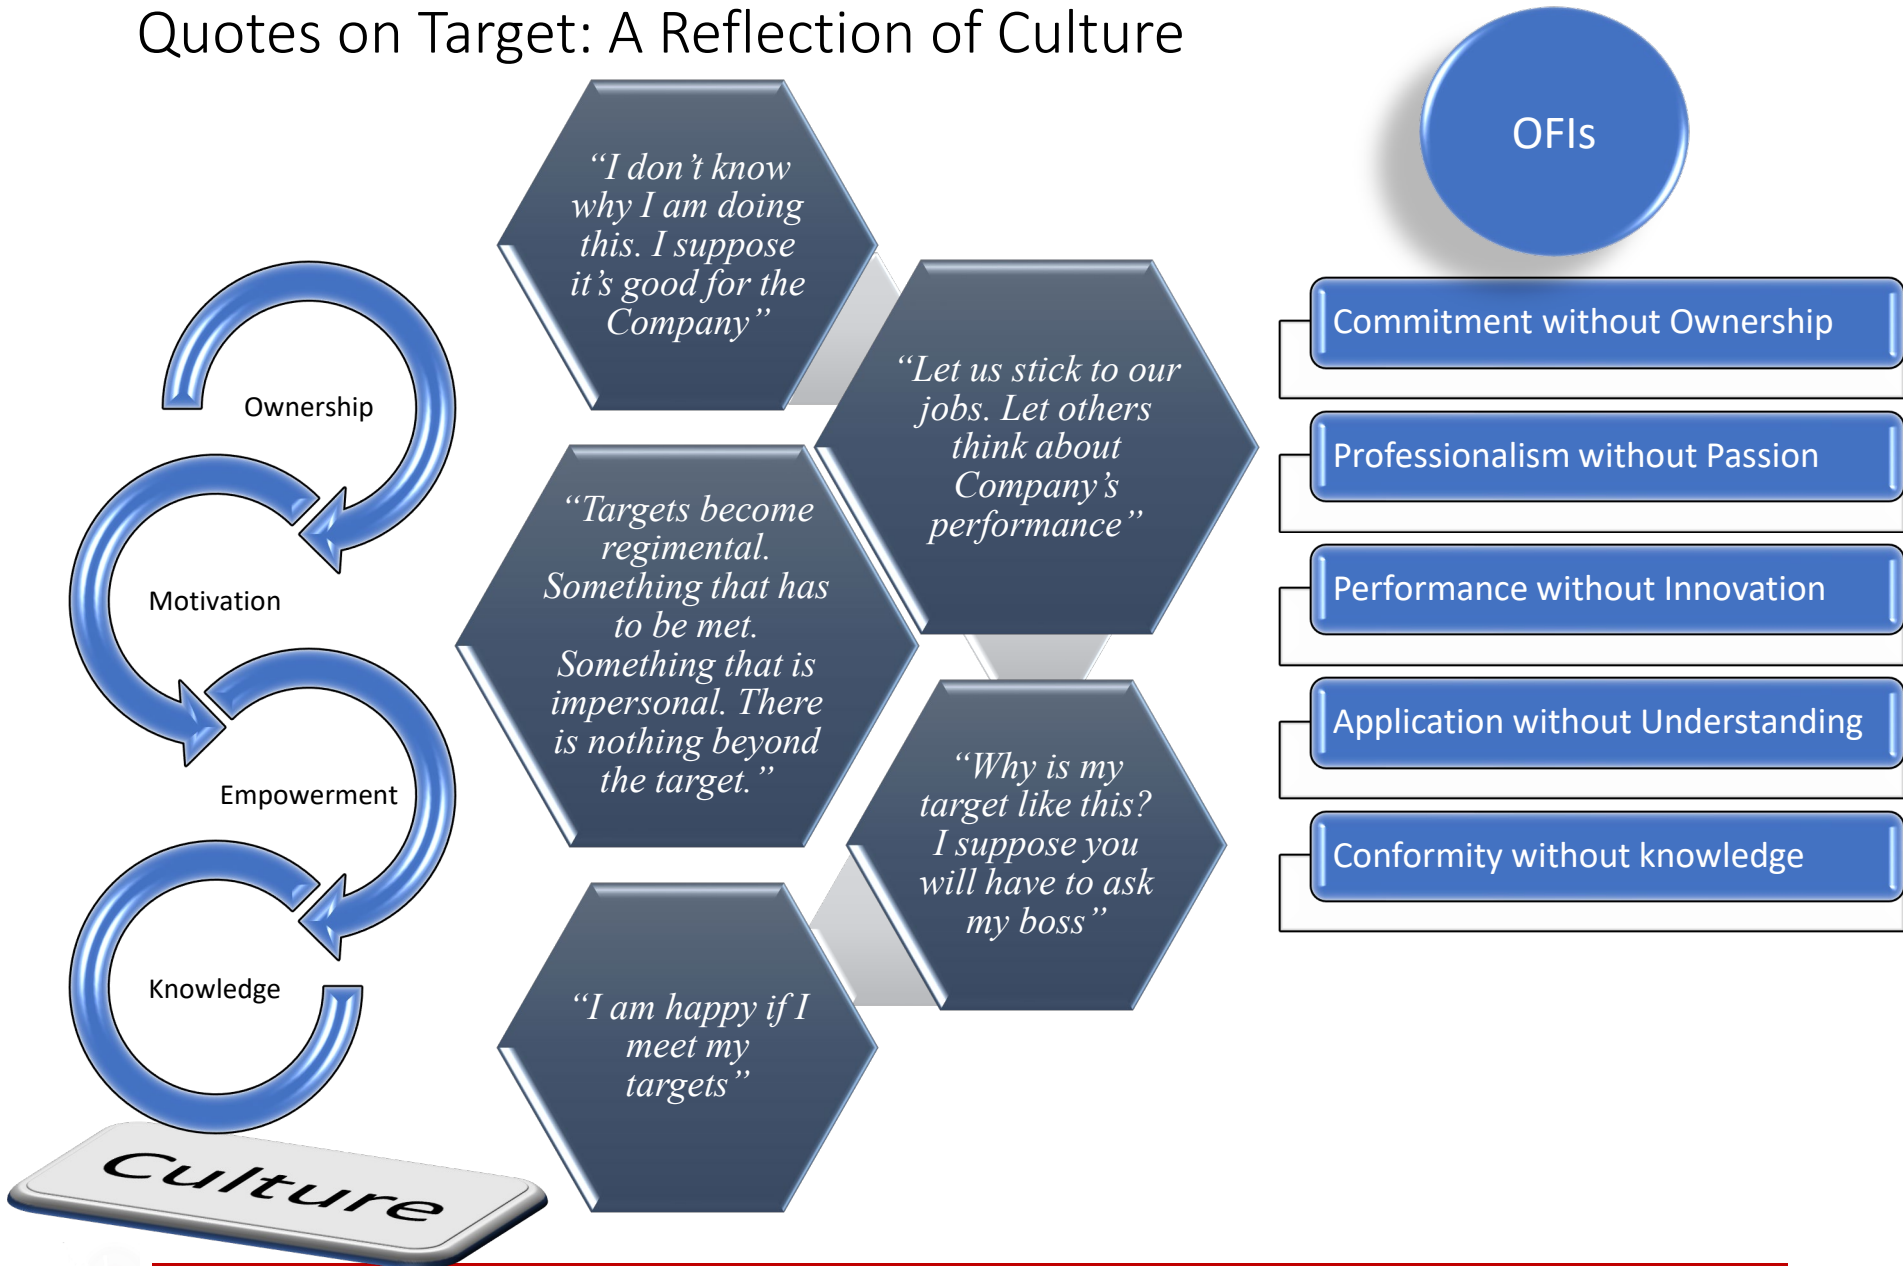 Quotes on Target: A Reflection of Culture
Ownership
Motivation
Empowerment
Knowledge
Culture
“I don’t know
why I am doing
this. I suppose
it’s good for the
Company”
“Let us stick to our
jobs. Let others
think about
Company’s
performance”
“Targets become
regimental.
Something that has
to be met.
Something that is
impersonal. There
is nothing beyond
the target.”
“Why is my
target like this?
I suppose you
will have to ask
my boss”
“I am happy if I
meet my
targets”
OFIs
Commitment without Ownership
Professionalism without Passion
Performance without Innovation
Application without Understanding
Conformity without knowledge